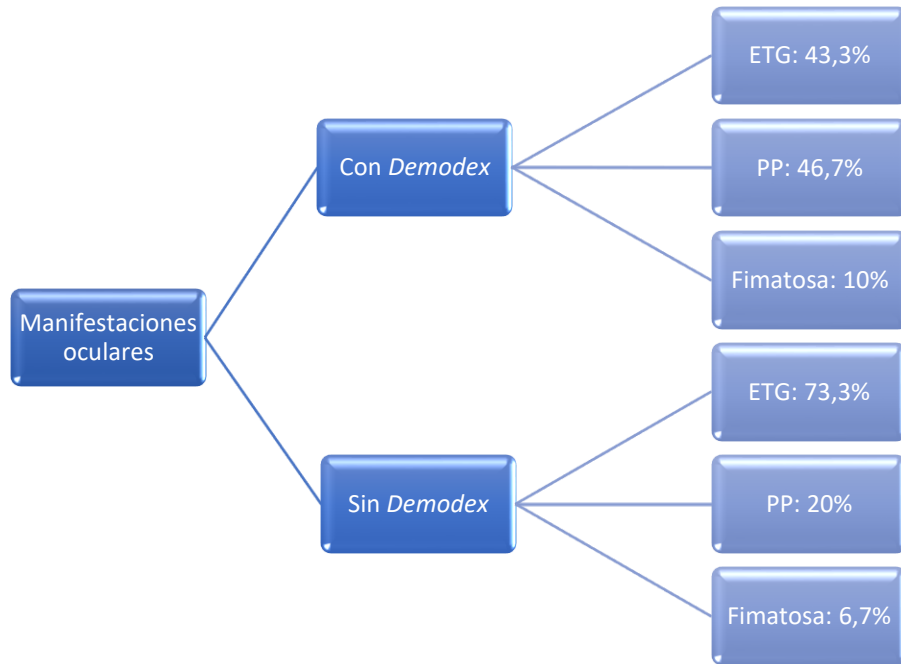 Manifestaciones
oculares
Con Demodex
ETG: 43,3%
PP: 46,7%
Fimatosa: 10%
Sin Demodex
ETG: 73,3%
PP: 20%
Fimatosa: 6,7%